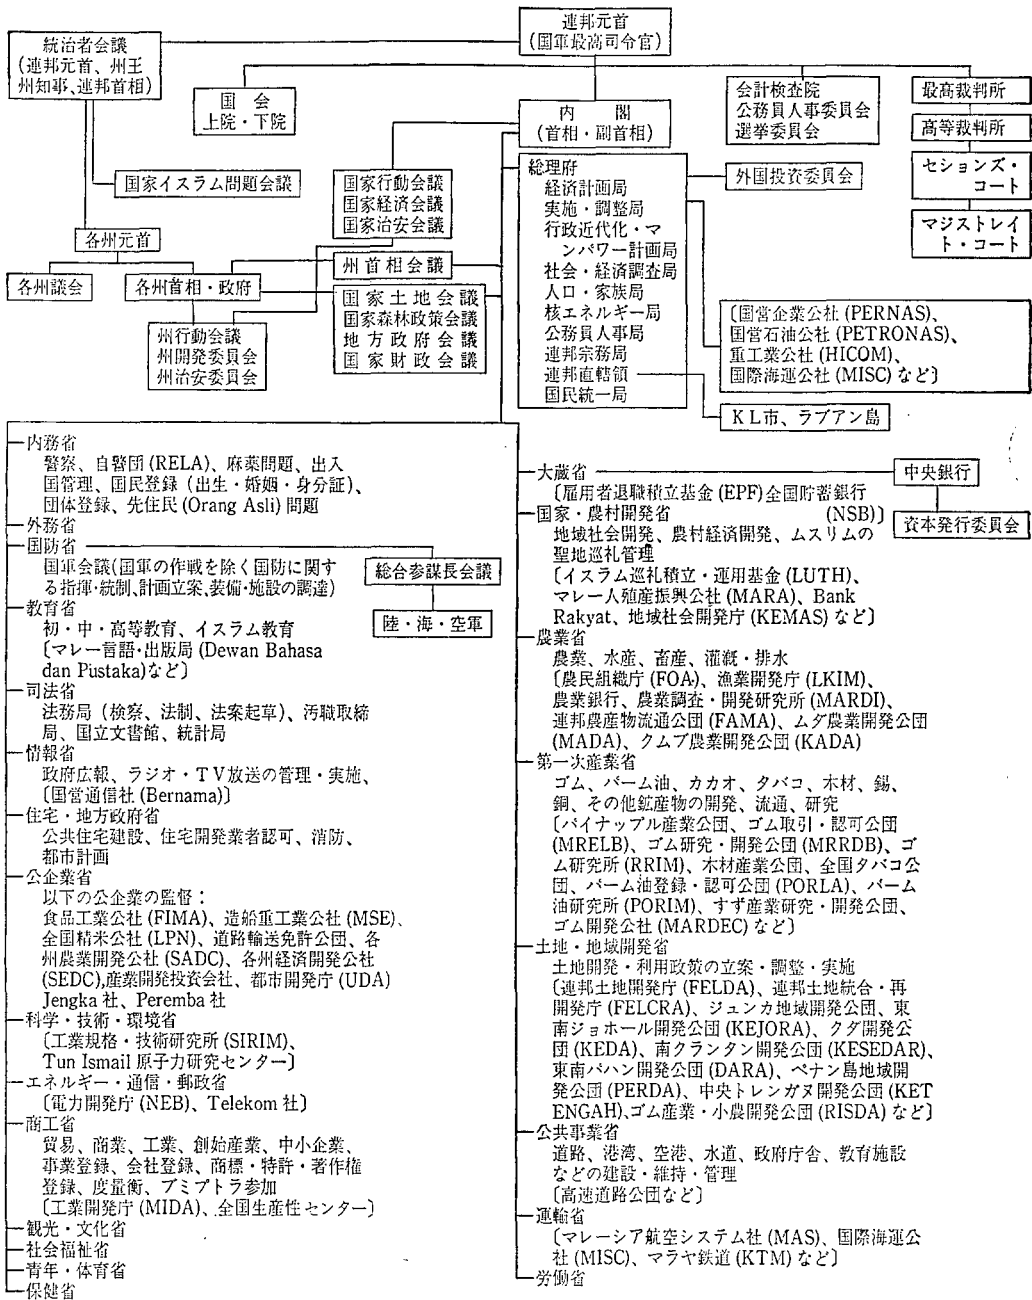 連邦元首
(国軍最高司令官)
統治者会議
(連邦元首、州王
州知事、連邦首相)
国　会
上院・下院
内　閣
(首相・副首相)
会計検査院
公務員人事委員会
選挙委員会
最高裁判所
高等裁判所
セションズ・
コート
マジストレイ
ト・コート
国家イスラム問題会議
各州元首
各州議会
各州首相・政府
州行動会議
州開発委員会
州治安委員会
国家行動会議
国家経済会議
国家治安会議
州首相会議
国家土地会議
国家森林政策会議
地方政府会議
国家財政会議
総理府
経済計画局
実施・調整局
行政近代化・マ
ンパワー計画局
社会・経済調査局
人口・家族局
核エネルギー局
公務員人事局
連邦宗務局
連邦直轄領
国民統一局
外国投資委員会
〔国営企業公社 (PERNAS)、
国営石油公社 (PETRONAS)、
重工業公社 (HICOM)、
国際海運公社 (MISC) など〕
KL市、ラブアン島
内務省
警察、自警団 (RELA)、麻薬問題、出入
国管理、国民登録 (出生・婚姻・身分証)、
団体登録、先住民 (Orang Asli) 問題
外務省
国防省
国軍会議(国軍の作戦を除く国防に関す
る指揮・統制、計画立案、装備・施設の調達)
総合参謀長会議
陸・海・空軍
教育省
初・中・高等教育、イスラム教育
〔マレー言語・出版局 (Dewan Bahasa
dan Pustaka)など〕
司法省
法務局 (検察、法制、法案起草)、汚職取締
局、国立文書館、統計局
情報省
政府広報、ラジオ・TV放送の管理・実施、
〔国営通信社 (Bernama)〕
住宅・地方政府省
公共住宅建設、住宅開発業者認可、消防、
都市計画
公企業省
以下の公企業の監督：
食品工業公社 (FIMA)、造船重工業公社 (MSE)、
全国精米公社 (LPN)、道路輸送免許公団、各
州農業開発公社 (SADC)、各州経済開発公社
(SEDC),産業開発投資会社、都市開発庁 (UDA)
Jengka 社、Peremba 社
科学・技術・環境省
〔工業規格・技術研究所 (SIRIM)、
Tun Ismail 原子力研究センター〕
エネルギー・通信・郵政省
〔電力開発庁 (NEB)、Telekom 社〕
商工省
貿易、商業、工業、創始産業、中小企業、
事業登録、会社登録、商標・特許・著作権
登録、度量衡、ブミプトラ参加
〔工業開発庁 (MIDA)、全国生産性センター〕
観光・文化省
社会福祉省
青年・体育省
保健省
大蔵省
中央銀行
〔雇用者退職積立基金 (EPF) 全国貯蓄銀行
(NSB)〕
資本発行委員会
国家・農村開発省
地域社会開発、農村経済開発、ムスリムの
聖地巡礼管理
〔イスラム巡礼積立・運用基金 (LUTH)、
マレー人殖産振興公社 (MARA)、Bank
Rakyat、地域社会開発庁 (KEMAS) など〕
農業省
農業、水産、畜産、灌漑・排水
〔農民組織庁 (FOA)、漁業開発庁 (LKIM)、
農業銀行、農業調査・開発研究所 (MARDI)、
連邦農産物流通公団 (FAMA)、ムダ農業開発公団
(MADA)、クムブ農業開発公団 (KADA)
第一次産業省
ゴム、パーム油、カカオ、タバコ、木材、錫、
銅、その他鉱産物の開発、流通、研究
〔パイナップル産業公団、ゴム取引・認可公団
(MRELB)、ゴム研究・開発公団 (MRRDB)、ゴ
ム研究所 (RRIM)、木材産業公団、全国タバコ公
団、パーム油登録・認可公団 (PORLA)、パーム
油研究所 (PORIM)、すず産業研究・開発公団、
ゴム開発公社 (MARDEC) など〕
土地・地域開発省
土地開発・利用政策の立案・調整・実施
〔連邦土地開発庁 (FELDA)、連邦土地統合・再
開発庁 (FELCRA)、ジュンカ地域開発公団、東
南ジョホール開発公団 (KEJORA)、クダ開発公
団 (KEDA)、南クランタン開発公団 (KESEDAR)、
東南パハン開発公団 (DARA)、ペナン島地域開
発公団 (PERDA)、中央トレンガヌ開発公団 (KET
ENGAH)、ゴム産業・小農開発公団 (RISDA) など〕
公共事業省
道路、港湾、空港、水道、政府庁舎、教育施設
などの建設・維持・管理
〔高速道路公団など〕
運輸省
〔マレーシア航空システム社 (MAS)、国際海運公
社 (MISC)、マラヤ鉄道 (KTM) など〕
労働省